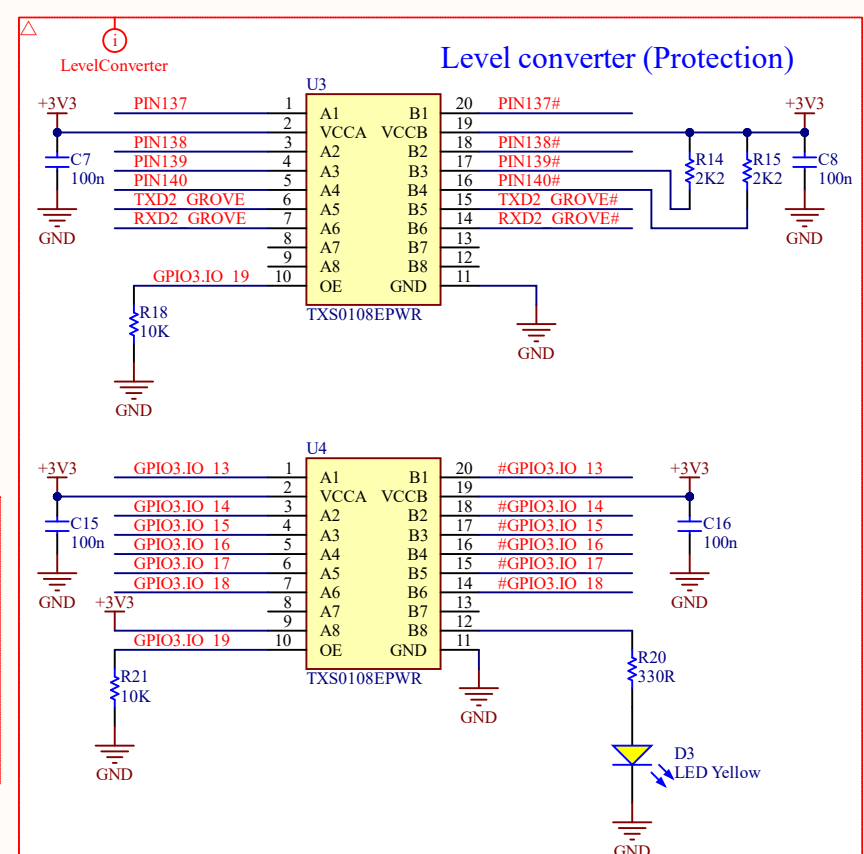 Level converter (Protection)
i
LevelConverter
U3
+3V3
PIN137 1 A1 B1 20 PIN137# +3V3
2 VCCA VCCB 19
PIN138 3 A2 B2 18 PIN138#
C7 PIN139 4 A3 B3 17 PIN139# R14 R15 C8
100n PIN140 5 A4 B4 16 PIN140# 2K2 2K2 100n
TXD2_GROVE 6 A5 B5 15 TXD2_GROVE#
RXD2_GROVE 7 A6 B6 14 RXD2_GROVE#
GND 8 A7 B7 13 GND
9 A8 B8 12
GPIO3.IO_19 10 OE GND 11
R18 TXS0108EPWR
10K
GND
GND
U4
+3V3 GPIO3.IO_13 1 A1 B1 20 #GPIO3.IO_13 +3V3
2 VCCA VCCB 19
GPIO3.IO_14 3 A2 B2 18 #GPIO3.IO_14
C15 GPIO3.IO_15 4 A3 B3 17 #GPIO3.IO_15 C16
100n GPIO3.IO_16 5 A4 B4 16 #GPIO3.IO_16 100n
GPIO3.IO_17 6 A5 B5 15 #GPIO3.IO_17
GPIO3.IO_18 7 A6 B6 14 #GPIO3.IO_18
GND +3V3 8 A7 B7 13 GND
9 A8 B8 12
GPIO3.IO_19 10 OE GND 11
R21 TXS0108EPWR R20
10K 330R
GND
GND
D3
LED Yellow
GND